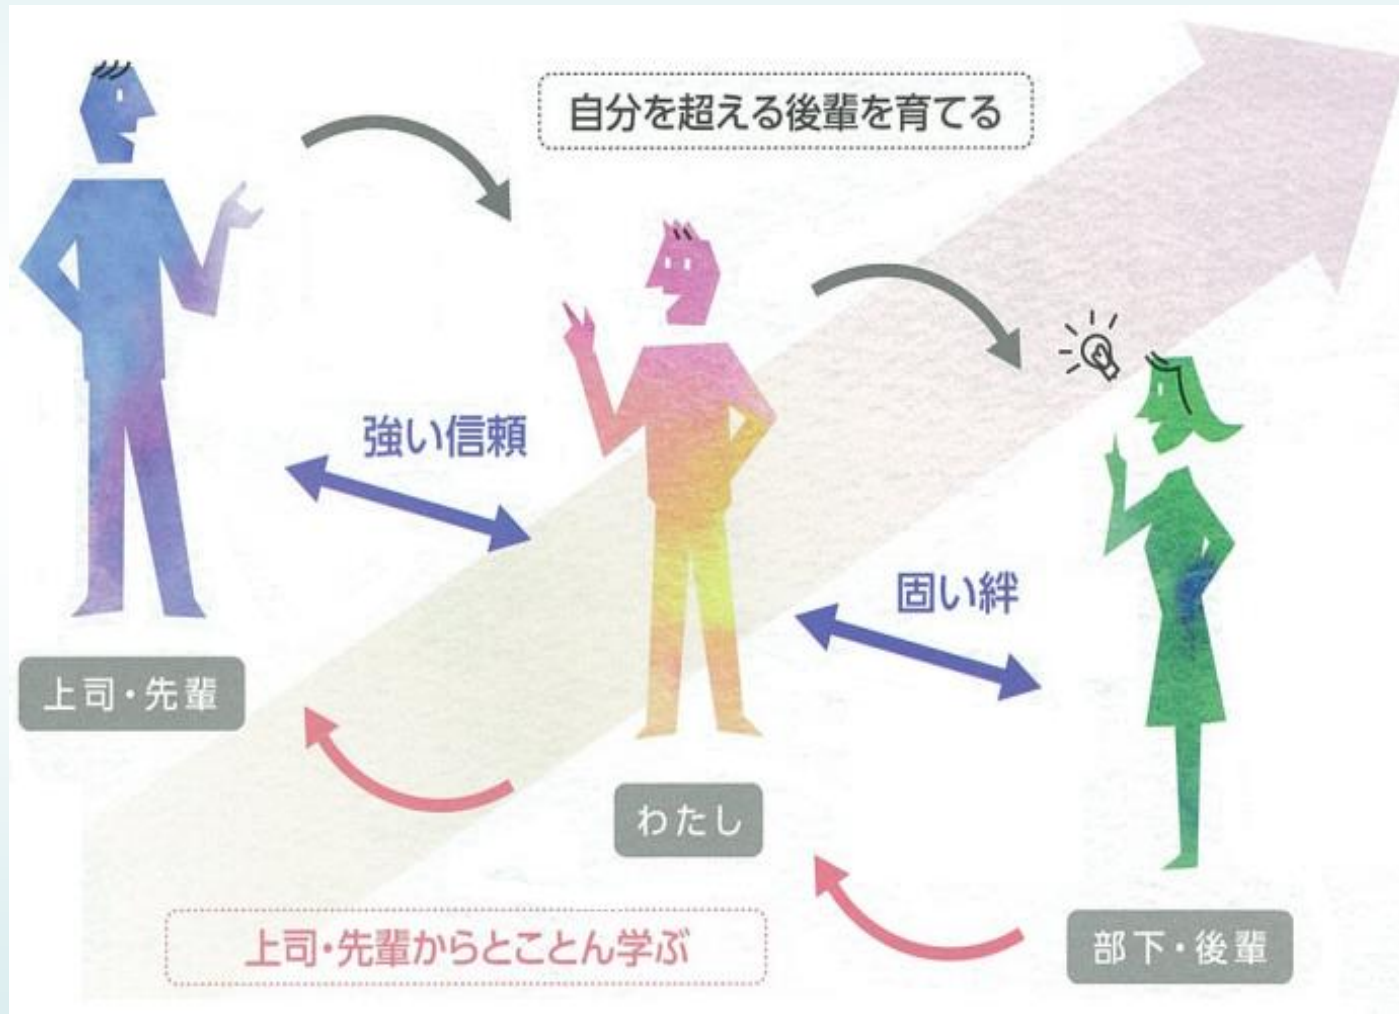 自分を超える後輩を育てる
強い信頼
固い絆
上司・先輩
わたし
上司・先輩からとことん学ぶ
部下・後輩